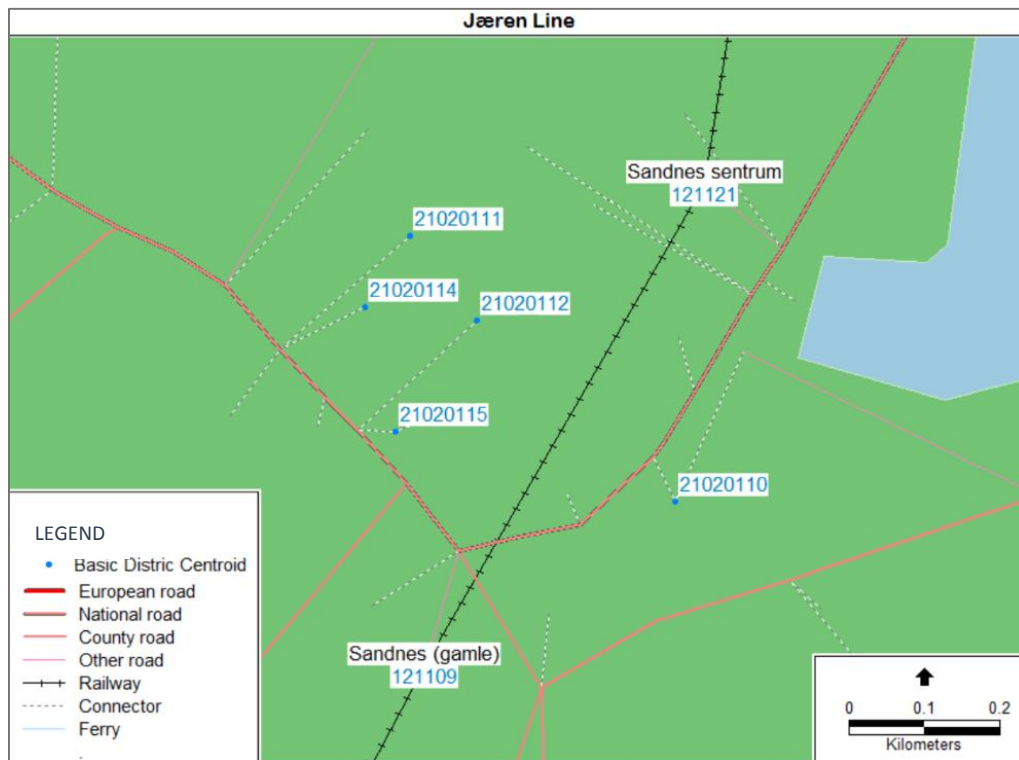 Jæren Line
Sandnes sentrum
121121
21020111
21020114
21020112
21020115
21020110
Sandnes (gamle)
121109
LEGEND
Basic Distric Centroid
European road
National road
County road
Other road
Railway
Connector
Ferry
0 0.1 0.2
Kilometers